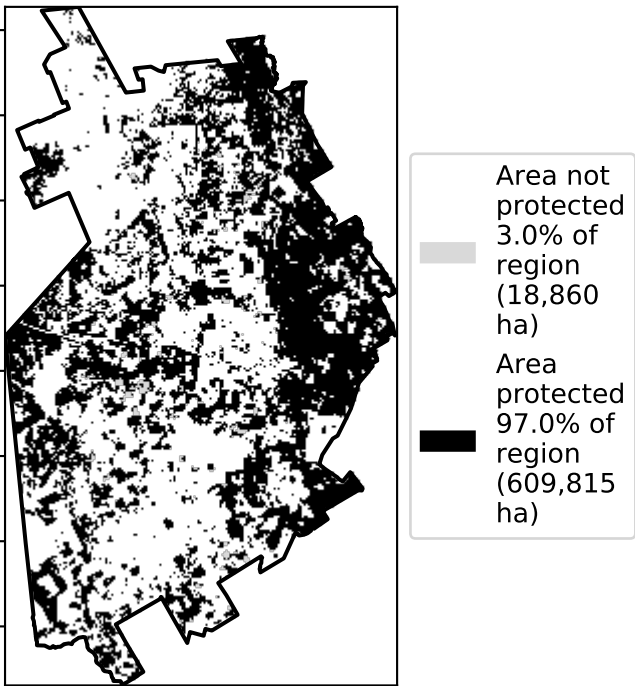 Area not
protected
3.0% of
region
(18,860
ha)
Area
protected
97.0% of
region
(609,815
ha)